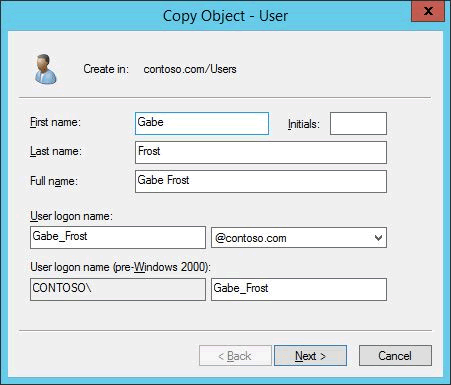 Copy Object - User
x
Create in: contoso.com/Users
First name: Gabe Initials:
Last name: Frost
Full name: Gabe Frost
User logon name:
Gabe_Frost @contoso.com
User logon name (pre-Windows 2000):
CONTOSO\ Gabe_Frost
< Back Next > Cancel